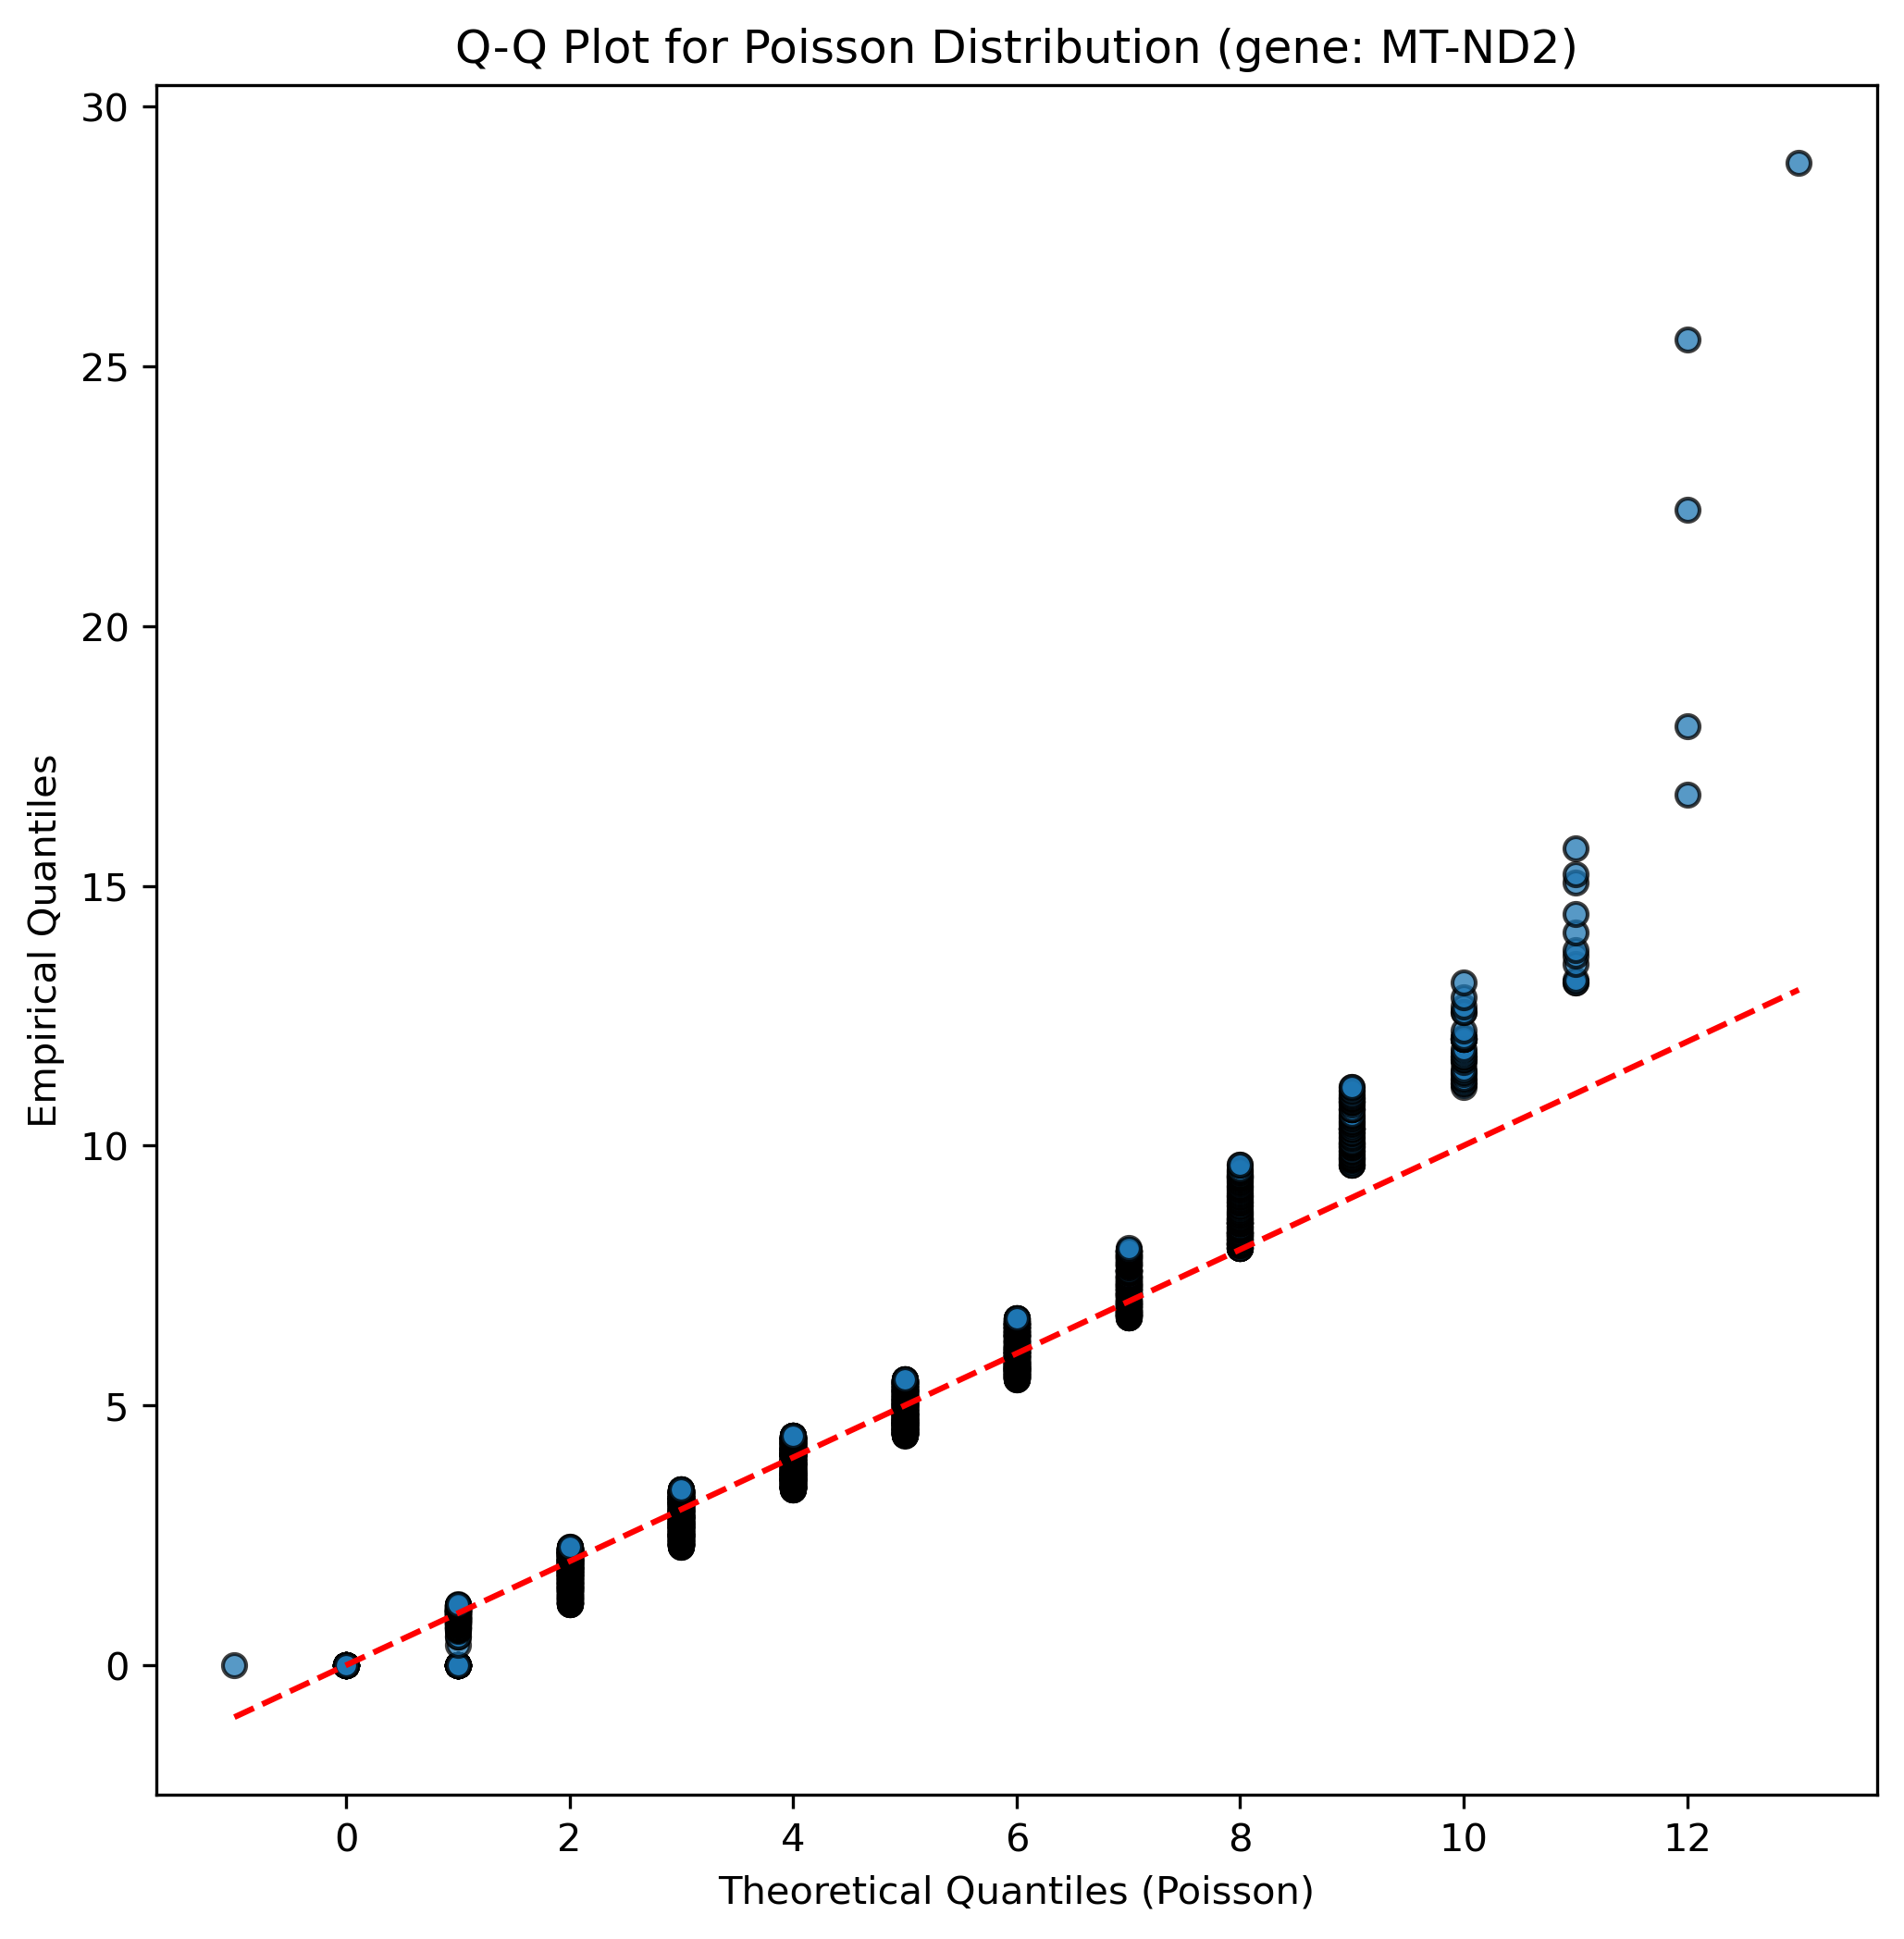 Q-Q Plot for Poisson Distribution (gene: MT-ND2)
30
25
20
15
10
5
0
Empirical Quantiles
0 2 4 6 8 10 12
Theoretical Quantiles (Poisson)